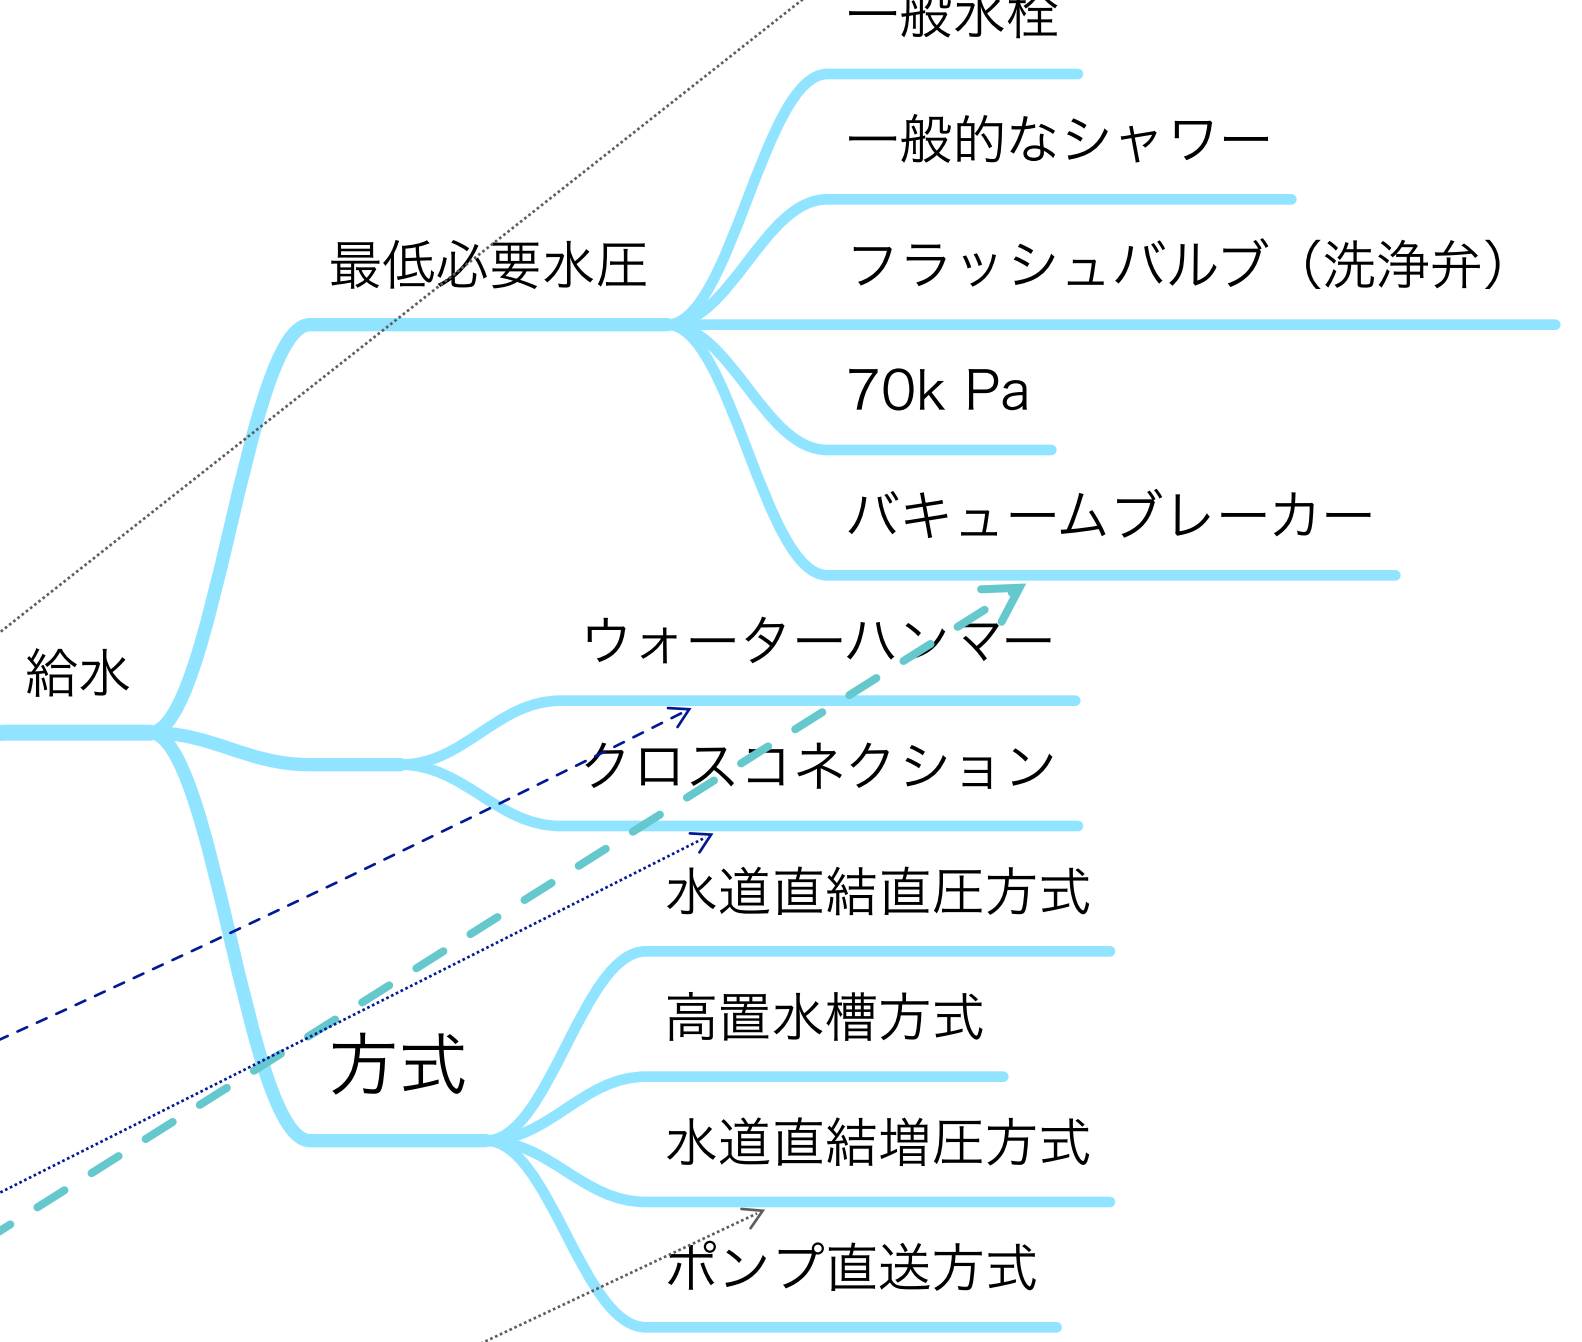 一般水栓
一般的なシャワー
最低必要水圧
フラッシュバルブ（洗浄弁）
70k Pa
バキュームブレーカー
ウォーターハンマー
給水
クロスコネクション
水道直結直圧方式
高置水槽方式
方式
水道直結増圧方式
ポンプ直送方式